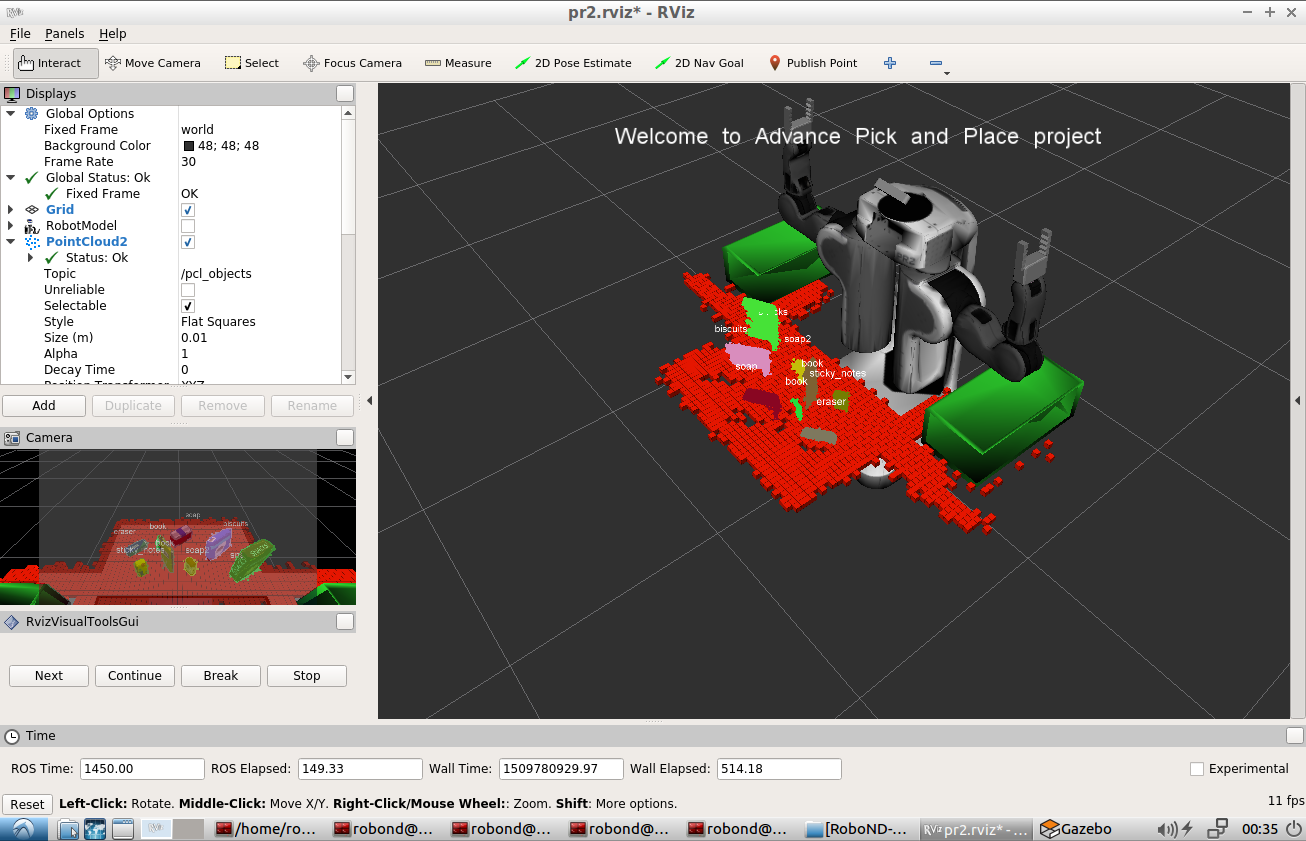 pr2.rviz* - RViz
File Panels Help
Interact Move Camera Select Focus Camera Measure 2D Pose Estimate 2D Nav Goal Publish Point
Displays
Global Options
Fixed Frame world
Background Color 48; 48; 48
Frame Rate 30
Global Status: Ok
Fixed Frame OK
Grid
RobotModel
PointCloud2
Status: Ok
Topic /pcl_objects
Unreliable
Selectable
Style Flat Squares
Size (m) 0.01
Alpha 1
Decay Time 0
Position Transformer XYZ
Add Duplicate Remove Rename
Camera
soap
book
biscuits
eraser
sticky_notes
soap2
RvizVisualToolsGui
Next Continue Break Stop
Welcome to Advance Pick and Place project
biscuits
soap2
soap
book
sticky_notes
book
eraser
Time
ROS Time: 1450.00 ROS Elapsed: 149.33 Wall Time: 1509780929.97 Wall Elapsed: 514.18 Experimental
Reset Left-Click: Rotate. Middle-Click: Move X/Y. Right-Click/Mouse Wheel:: Zoom. Shift: More options. 11 fps
/home/ro... robond@... robond@... robond@... robond@... [RoboND-... RViz pr2.rviz* - ... Gazebo 00:35